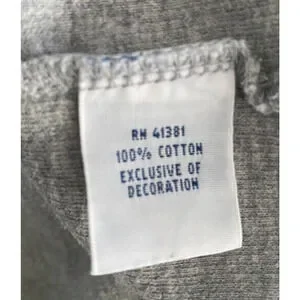 RN 41381
100% COTTON
EXCLUSIVE OF
DECORATION